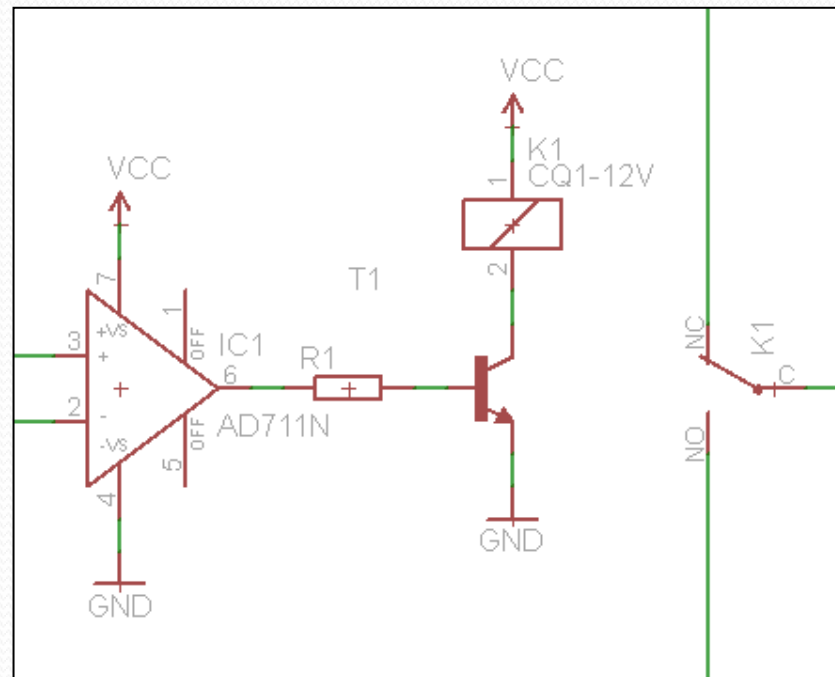 VCC
K1
CQ1-12V
1
2
VCC
7
1
OFF
T1
3
+VS
+
IC1
6
R1
AD711N
2
-
-VS
OFF
5
4
GND
GND
NC
K1
C
NO